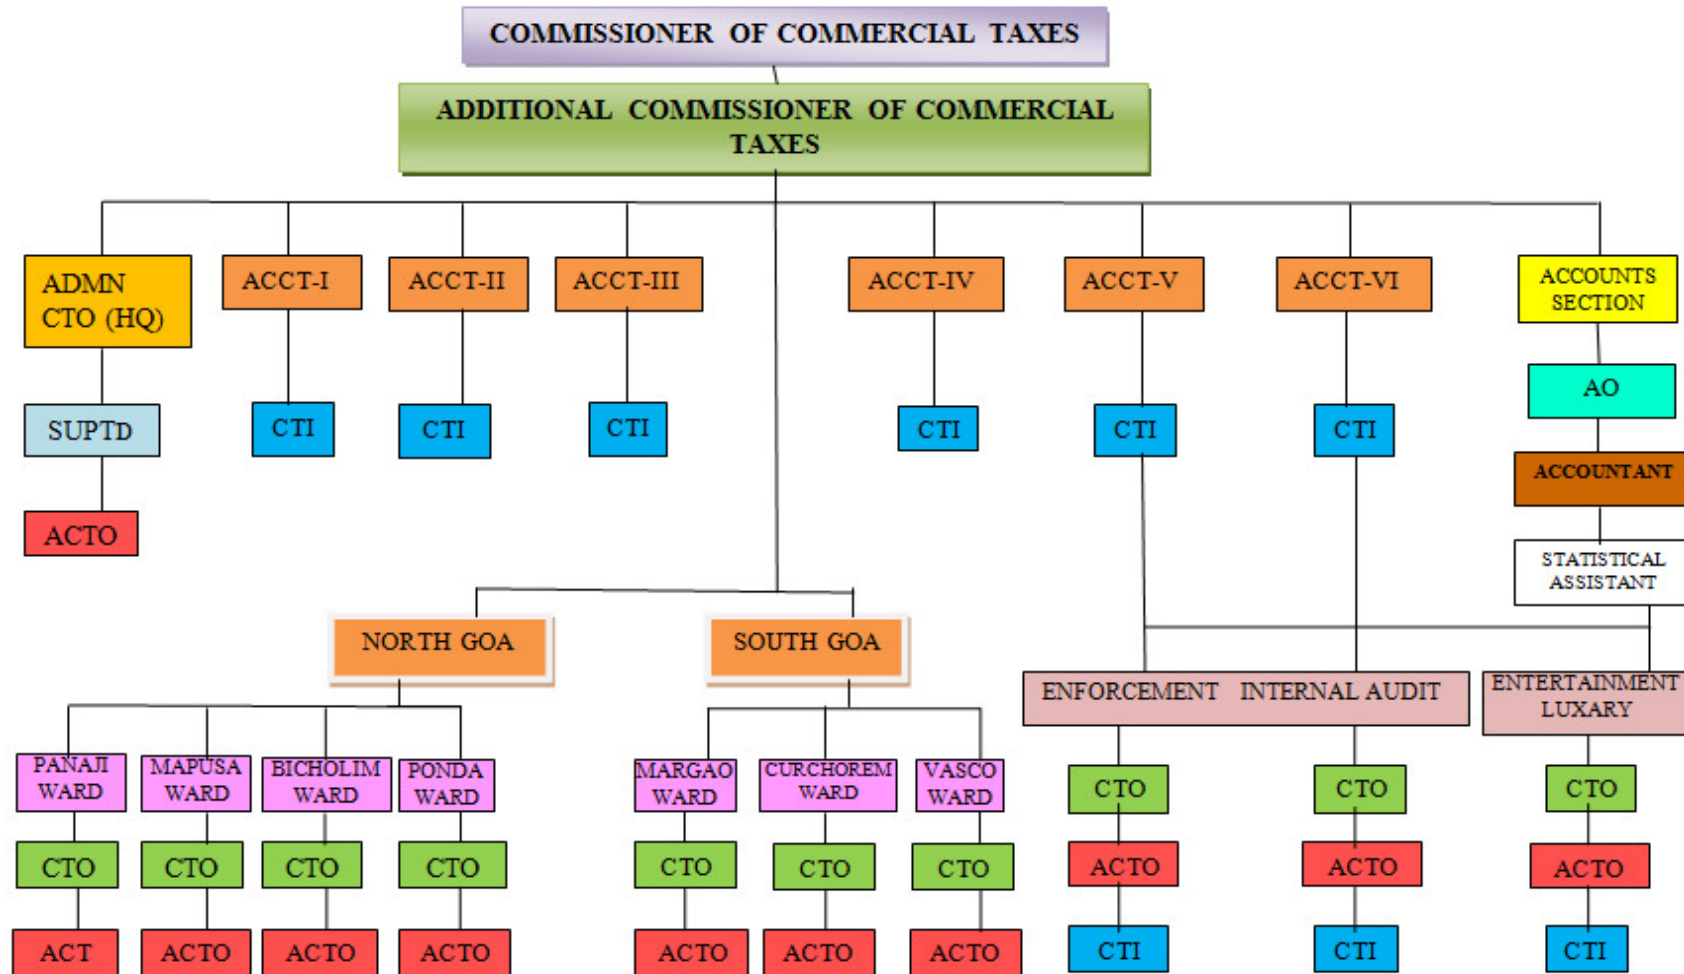 COMMISSIONER OF COMMERCIAL TAXES
ADDITIONAL COMMISSIONER OF COMMERCIAL
TAXES
ADMN
CTO (HQ)
ACCT-I
ACCT-II
ACCT-III
ACCT-IV
ACCT-V
ACCT-VI
ACCOUNTS
SECTION
SUPTD
CTI
CTI
CTI
CTI
CTI
CTI
AO
ACCOUNTANT
ACTO
STATISTICAL
ASSISTANT
NORTH GOA
SOUTH GOA
ENFORCEMENT INTERNAL AUDIT
ENTERTAINMENT
LUXARY
PANAJI
WARD
MAPUSA
WARD
BICHOLIM
WARD
PONDA
WARD
MARGAO
WARD
CURCHOREM
WARD
VASCO
WARD
CTO
CTO
CTO
CTO
CTO
CTO
CTO
CTO
CTO
CTO
ACTO
ACTO
ACTO
ACT
ACTO
ACTO
ACTO
ACTO
ACTO
ACTO
CTI
CTI
CTI